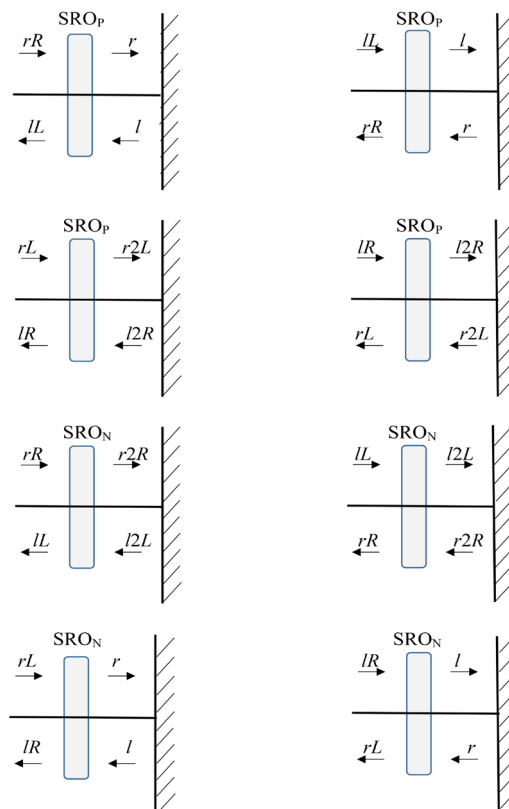 SROP
rR r
lL l
SROP
lL l
rR r
SROP
rL r2L
lR l2R
SROP
lR l2R
rL r2L
SRON
rR r2R
lL l2L
SRON
lL l2L
rR r2R
SRON
rL r
lR l
SRON
lR l
rL r